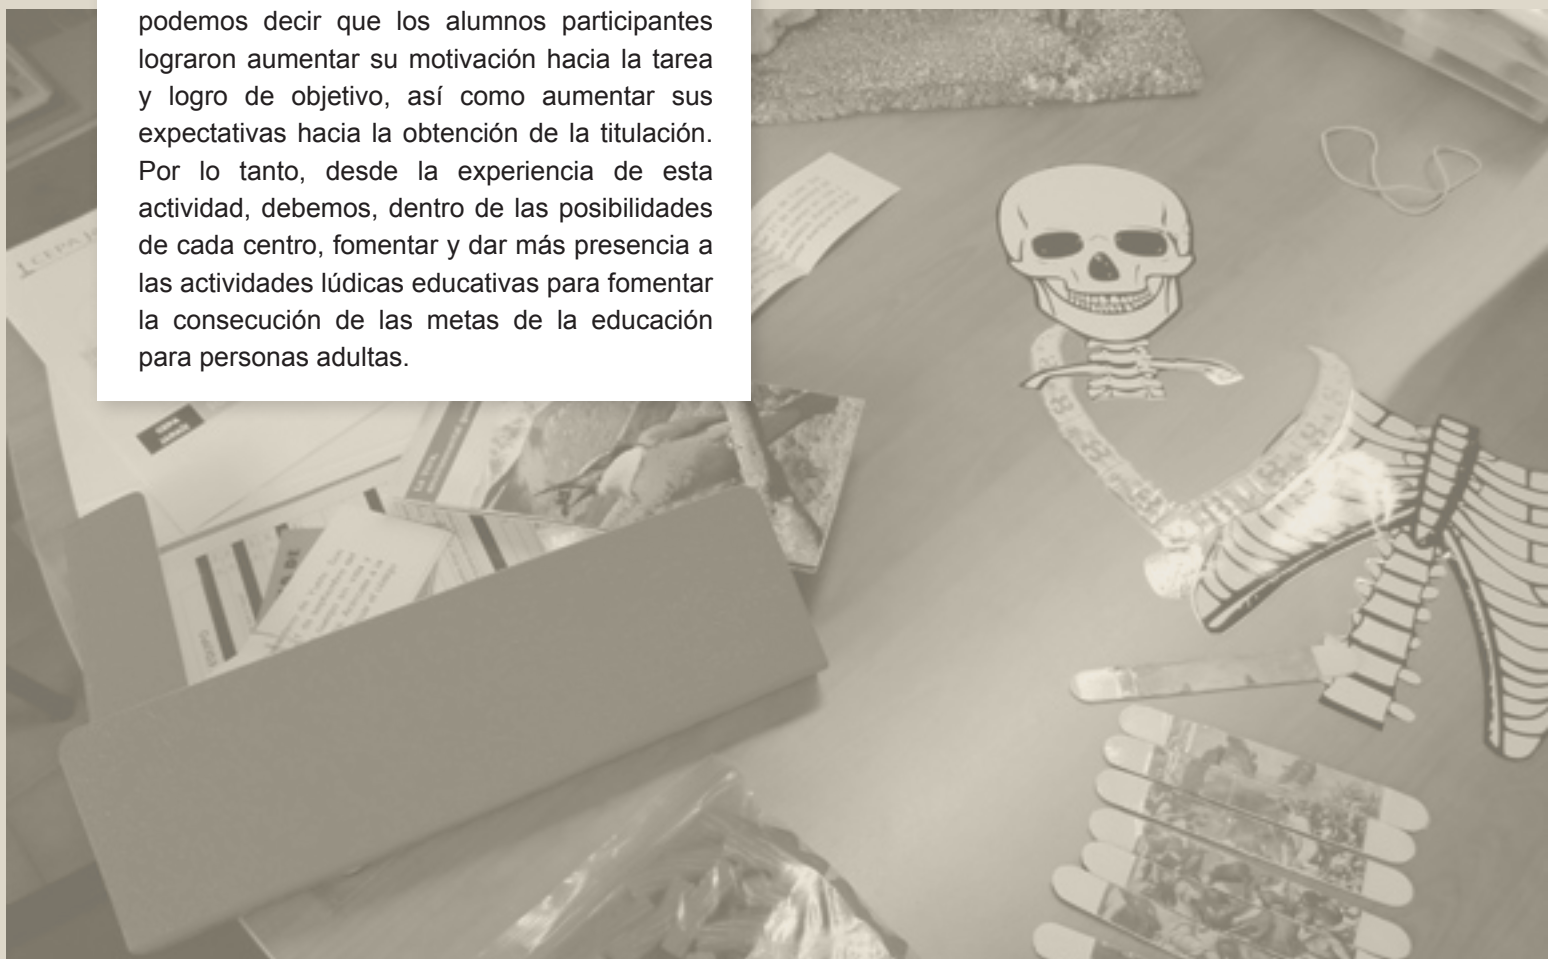 podemos decir que los alumnos participantes
lograron aumentar su motivación hacia la tarea
y logro de objetivo, así como aumentar sus
expectativas hacia la obtención de la titulación.
Por lo tanto, desde la experiencia de esta
actividad, debemos, dentro de las posibilidades
de cada centro, fomentar y dar más presencia a
las actividades lúdicas educativas para fomentar
la consecución de las metas de la educación
para personas adultas.
CEPA